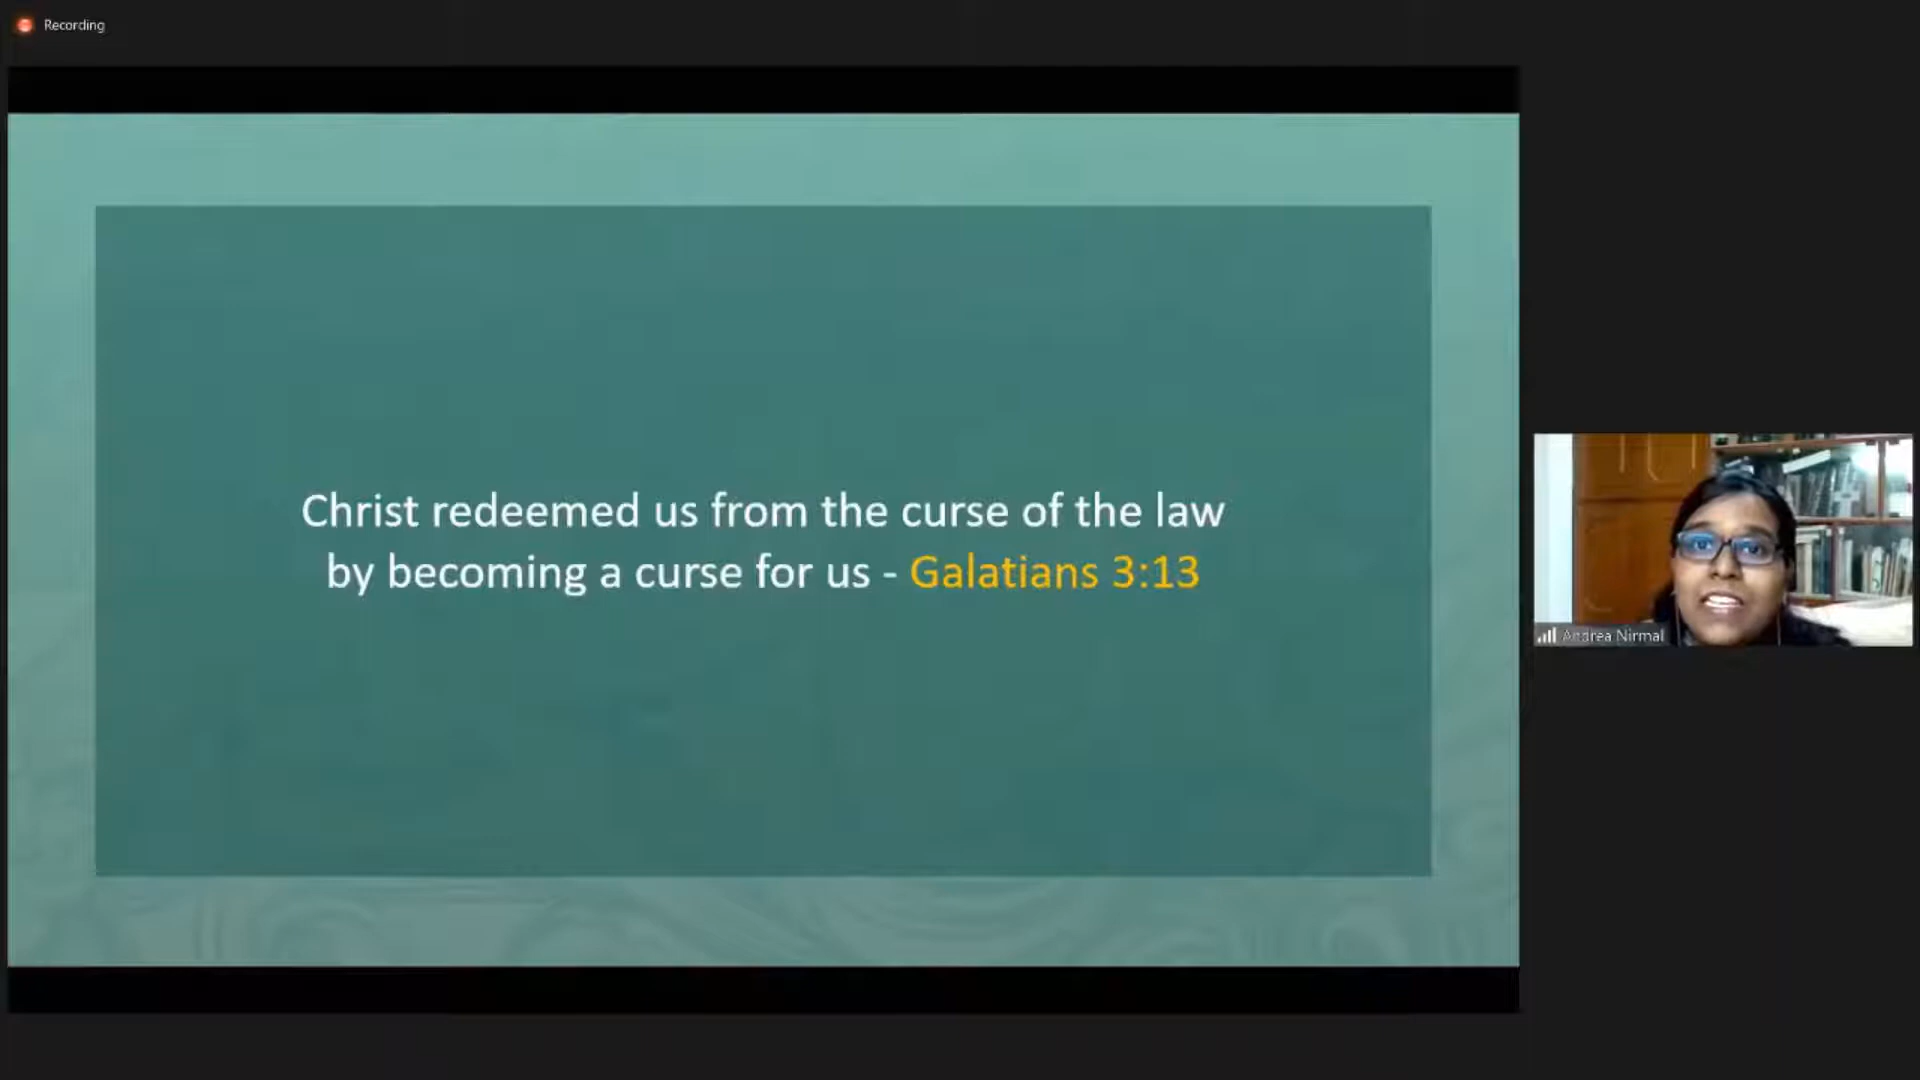 Recording
Christ redeemed us from the curse of the law
by becoming a curse for us - Galatians 3:13
Andrea Nirmal